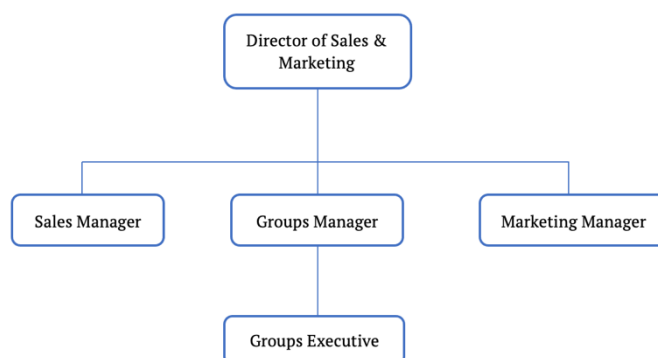 Director of Sales &
Marketing
Sales Manager
Groups Manager
Marketing Manager
Groups Executive